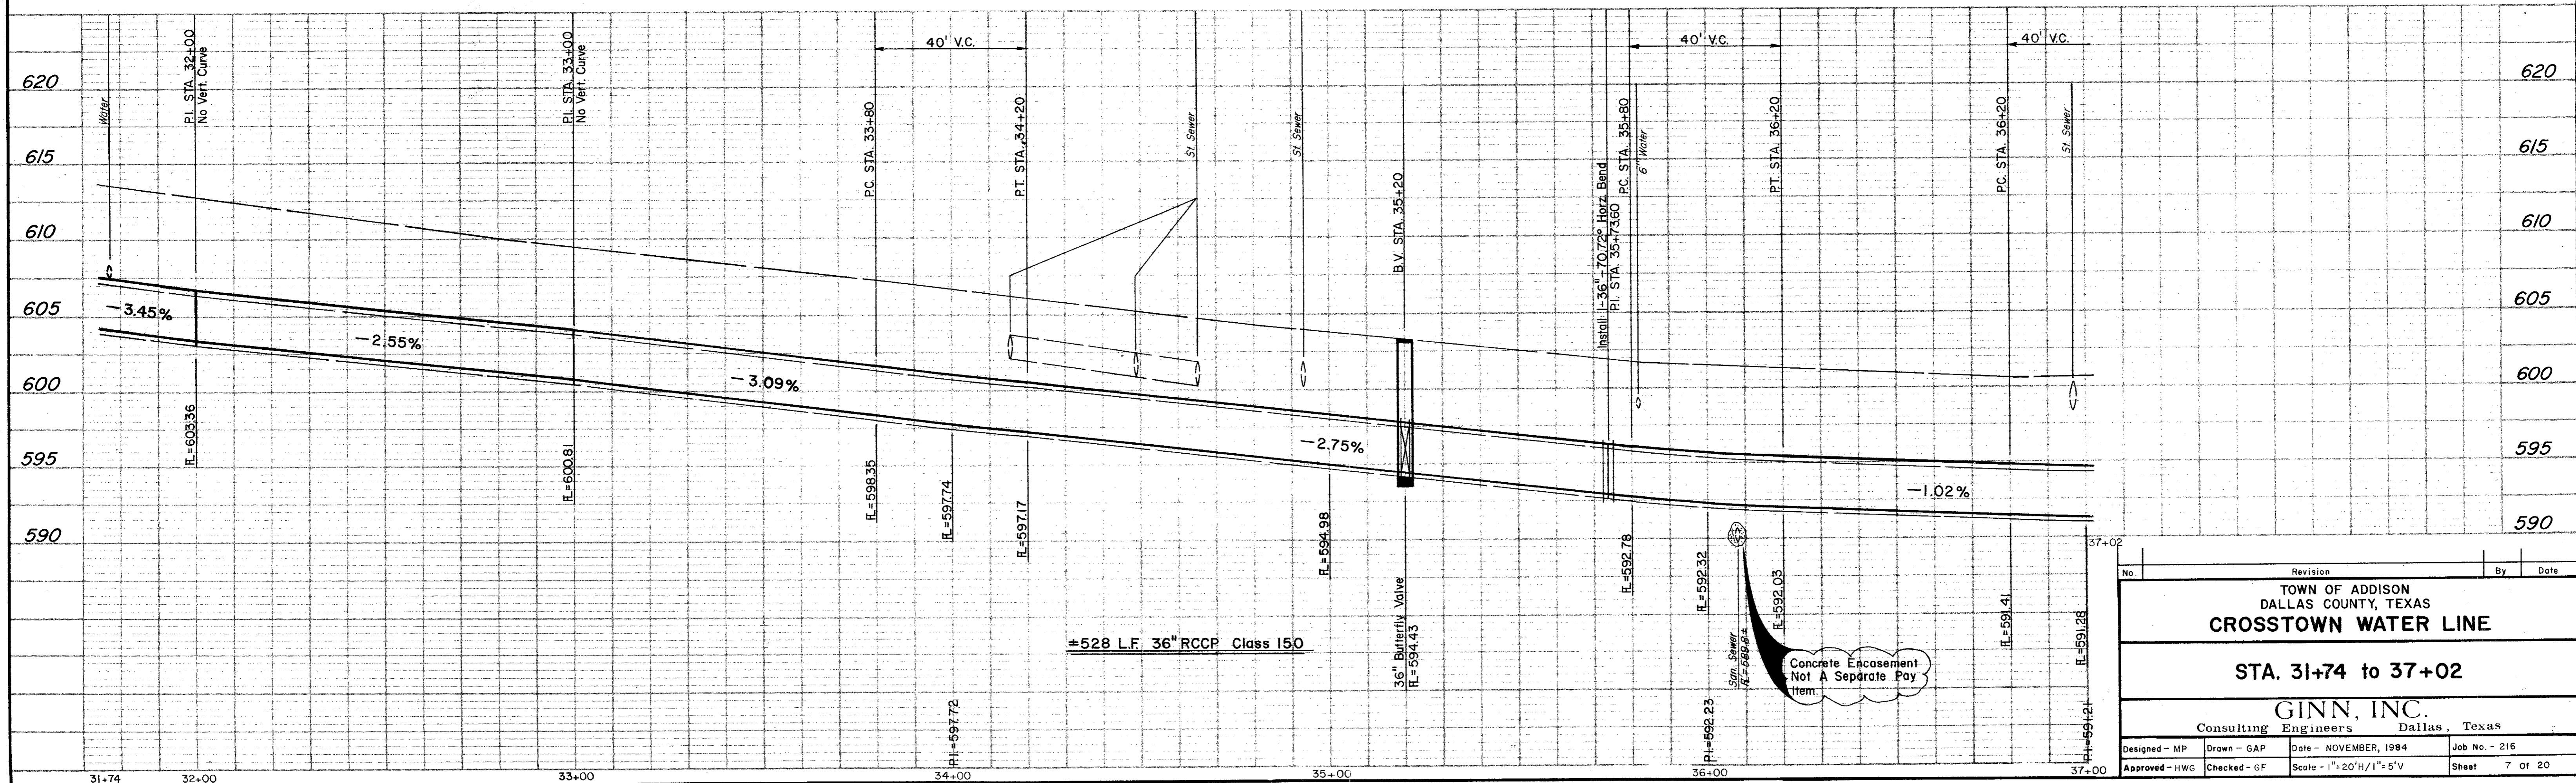 620
615
610
605
600
595
590
Water
P.I. STA. 32+00
No Vert. Curve
P.I. STA. 33+00
No Vert. Curve
P.C. STA. 33+80
40' V.C.
P.T. STA. 34+20
St. Sewer
St. Sewer
B.V. STA. 35+20
Install 1-36"-70.72° Horz. Bend
P.I. STA. 35+73.60
P.C. STA. 35+80
6" Water
40' V.C.
P.T. STA. 36+20
P.C. STA. 36+20
40' V.C.
St. Sewer
620
615
610
605
600
595
590
-3.45%
-2.55%
-3.09%
-2.75%
-1.02%
FL=603.36
FL=600.81
FL=598.35
FL=597.74
FL=597.17
FL=594.98
36" Butterfly Valve
FL=594.43
FL=592.78
FL=592.32
FL=592.03
FL=591.41
FL=591.28
San. Sewer
FL=589.8±
Concrete Encasement
Not A Separate Pay
Item.
±528 L.F. 36" RCCP Class 150
P.I.=597.72
P.I.=592.23
P.I.=591.21
31+74
32+00
33+00
34+00
35+00
36+00
37+00
37+02
No Revision By Date
TOWN OF ADDISON
DALLAS COUNTY, TEXAS
CROSSTOWN WATER LINE
STA. 31+74 to 37+02
GINN, INC.
Consulting Engineers Dallas, Texas
Designed - MP Drawn - GAP Date - NOVEMBER, 1984 Job No. - 216
Approved - HWG Checked - GF Scale - 1"=20'H/1"=5'V Sheet 7 Of 20